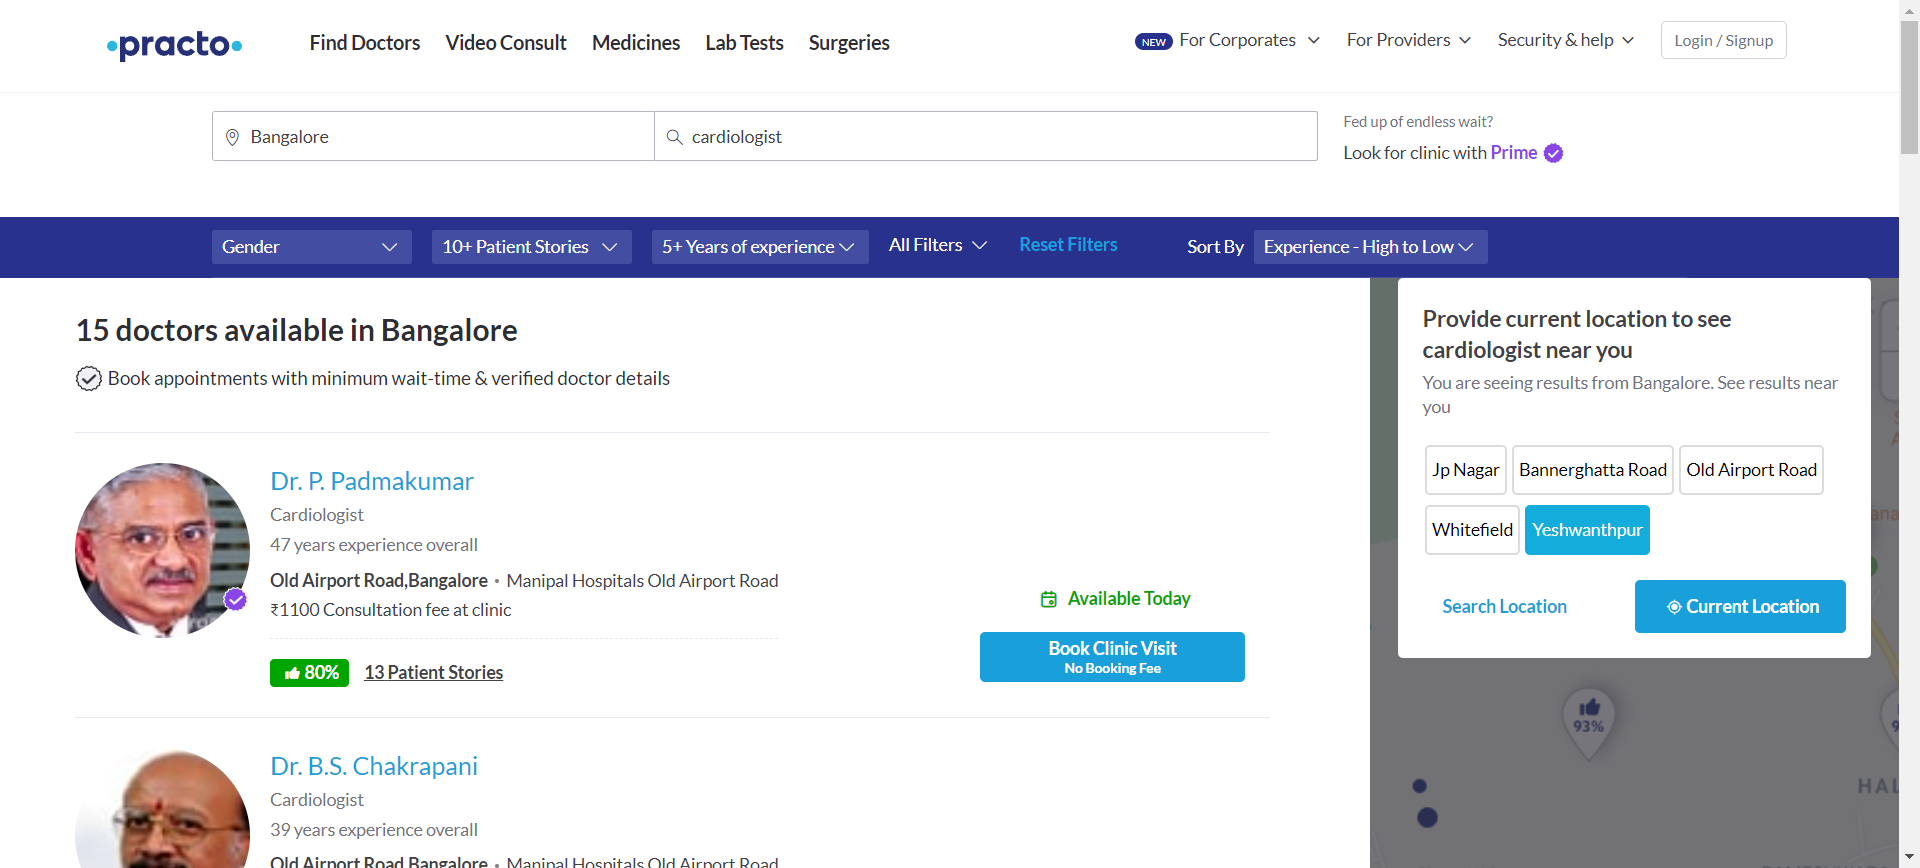 practo
Find Doctors
Video Consult
Medicines
Lab Tests
Surgeries
NEW For Corporates
For Providers
Security & help
Login / Signup
Bangalore
cardiologist
Fed up of endless wait?
Look for clinic with Prime
Gender
10+ Patient Stories
5+ Years of experience
All Filters
Reset Filters
Sort By
Experience - High to Low
15 doctors available in Bangalore
Book appointments with minimum wait-time & verified doctor details
Dr. P. Padmakumar
Cardiologist
47 years experience overall
Old Airport Road,Bangalore • Manipal Hospitals Old Airport Road
₹1100 Consultation fee at clinic
80%
13 Patient Stories
Available Today
Book Clinic Visit
No Booking Fee
Dr. B.S. Chakrapani
Cardiologist
39 years experience overall
Old Airport Road,Bangalore • Manipal Hospitals Old Airport Road
Provide current location to see
cardiologist near you
You are seeing results from Bangalore. See results near
you
Jp Nagar
Bannerghatta Road
Old Airport Road
Whitefield
Yeshwanthpur
Search Location
Current Location
93%
HAL